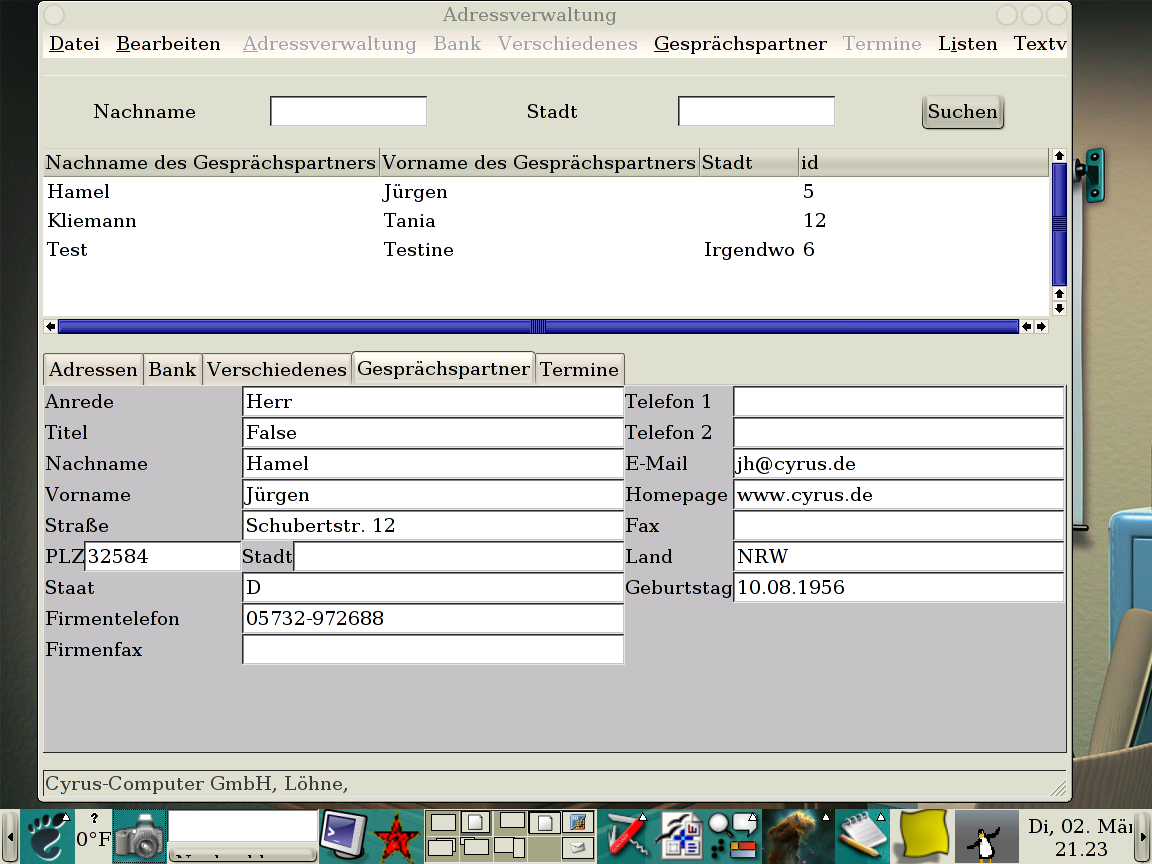 Adressverwaltung
Datei Bearbeiten Adressverwaltung Bank Verschiedenes Gesprächspartner Termine Listen Textv
Nachname Stadt Suchen
Nachname des Gesprächspartners Vorname des Gesprächspartners Stadt id
Hamel Jürgen 5
Kliemann Tania 12
Test Testine Irgendwo 6
Adressen Bank Verschiedenes Gesprächspartner Termine
Anrede Herr Telefon 1
Titel False Telefon 2
Nachname Hamel E-Mail jh@cyrus.de
Vorname Jürgen Homepage www.cyrus.de
Straße Schubertstr. 12 Fax
PLZ 32584 Stadt Land NRW
Staat D Geburtstag 10.08.1956
Firmentelefon 05732-972688
Firmenfax
Cyrus-Computer GmbH, Löhne,
?
0°F Di, 02. Mär
21.23